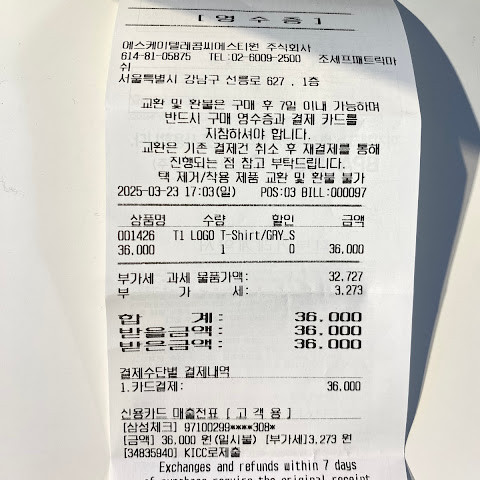 [ 영 수 증 ]
에스케이텔레콤씨에스티원 주식회사
614-81-05875 TEL:02-6009-2500 조세프패트릭마
쉬
서울특별시 강남구 선릉로 627 , 1층
교환 및 환불은 구매 후 7일 이내 가능하며
반드시 구매 영수증과 결제 카드를
지참하셔야 합니다.
교환은 기존 결제건 취소 후 재결제를 통해
진행되는 점 참고 부탁드립니다.
택 제거/착용 제품 교환 및 환불 불가
2025-03-23 17:03(일) POS:03 BILL:000097
상품명 수량 할인 금액
001426 T1 LOGO T-Shirt/GRY_S
36.000 1 0 36.000
부가세 과세 물품가액: 32.727
부 가 세: 3.273
합 계: 36.000
받을금액: 36.000
받은금액: 36.000
결제수단별 결제내역
1.카드결제: 36.000
신용카드 매출전표 [ 고 객 용 ]
[삼성체크] 97100299****308*
[금액] 36,000 원(일시불) [부가세]3,273 원
[34835940] KICC로제출
Exchanges and refunds within 7 days
of purchase require the original receipt